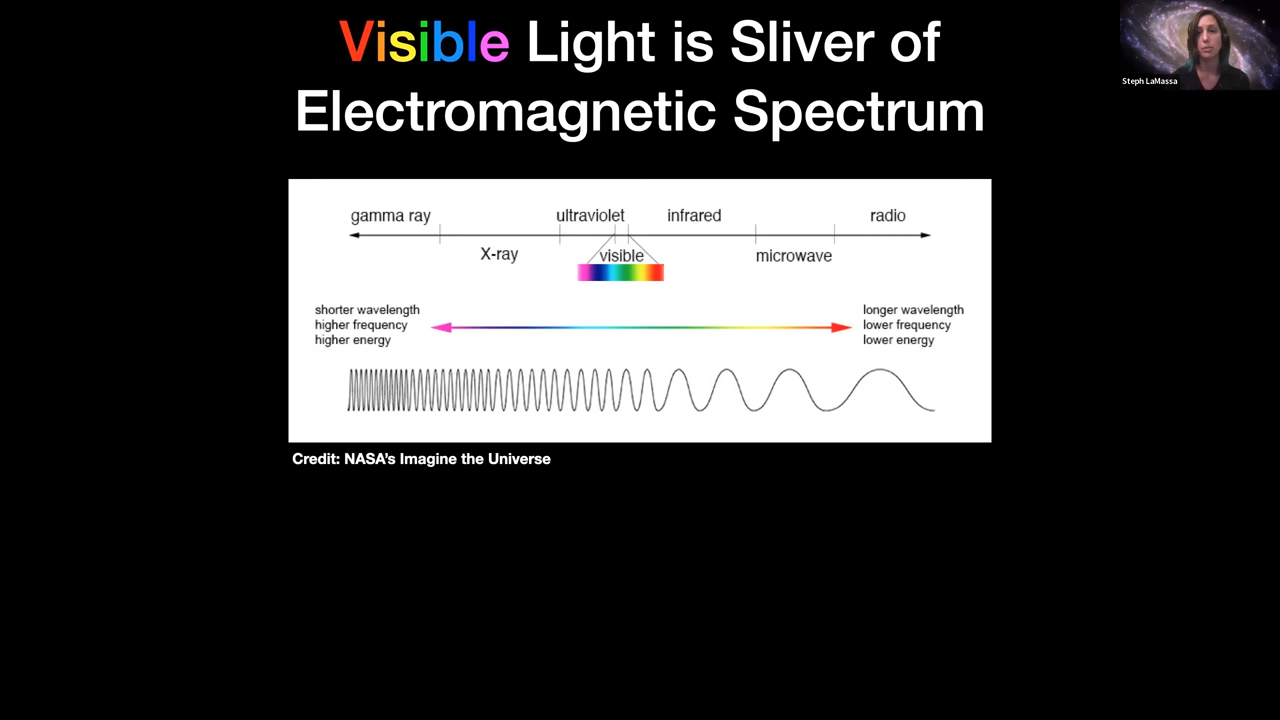 Visible Light is Sliver of
Electromagnetic Spectrum
Steph LaMassa
gamma ray
ultraviolet
infrared
radio
X-ray
visible
microwave
shorter wavelength
higher frequency
higher energy
longer wavelength
lower frequency
lower energy
Credit: NASA's Imagine the Universe